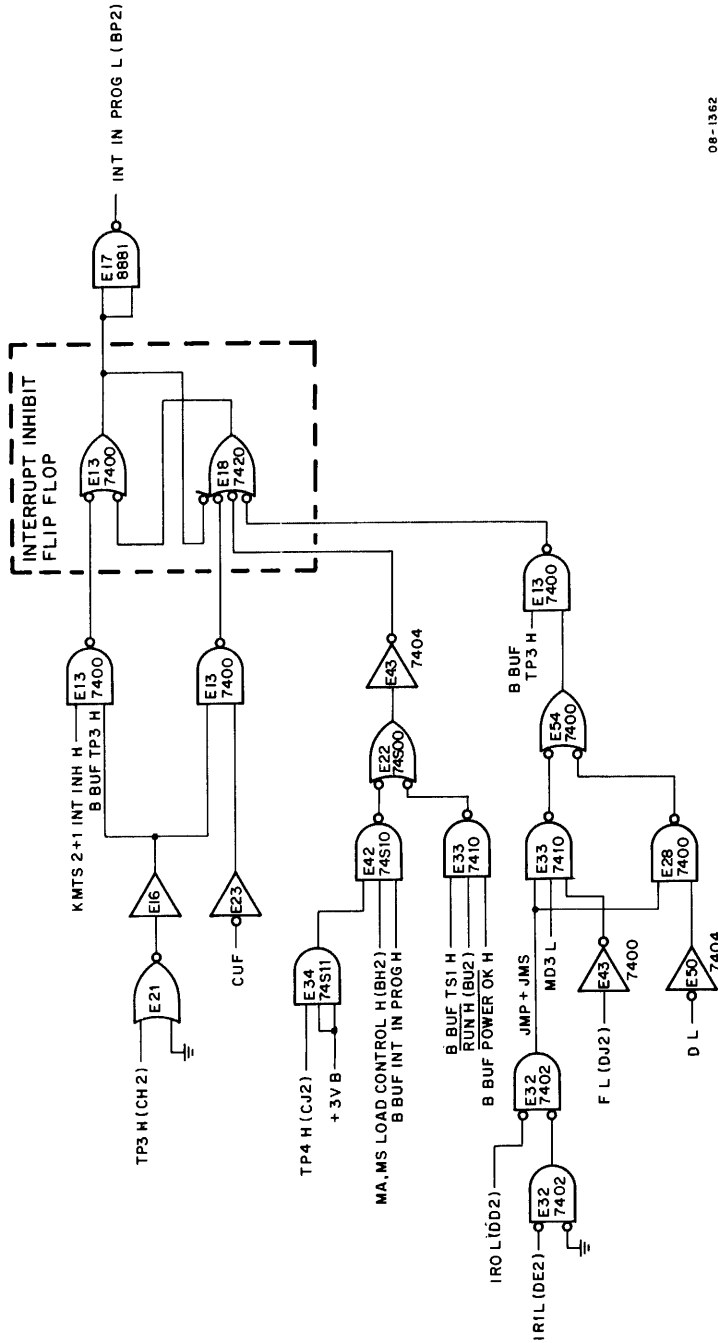 INTERRUPT INHIBIT
FLIP FLOP
INT IN PROG L (BP2)
E17
8881
E13
7400
E18
7420
KMTS 2+1 INT INH H
B BUF TP3 H
E13
7400
E13
7400
E16
E21
TP3 H (CH2)
E23
CUF
TP4 H (CJ2)
+3V B
E34
74S11
MA, MS LOAD CONTROL H (BH2)
B BUF INT IN PROG H
E42
74S10
E22
74S00
E43
7404
B BUF TS1 H
RUN H (BU2)
B BUF POWER OK H
E33
7410
B BUF
TP3 H
E13
7400
JMP + JMS
MD3 L
E33
7410
E54
7400
IR0 L (DD2)
E32
7402
IR1L (DE2)
E32
7402
F L (DJ2)
E43
7400
E28
7400
D L
E50
7404
08-1362